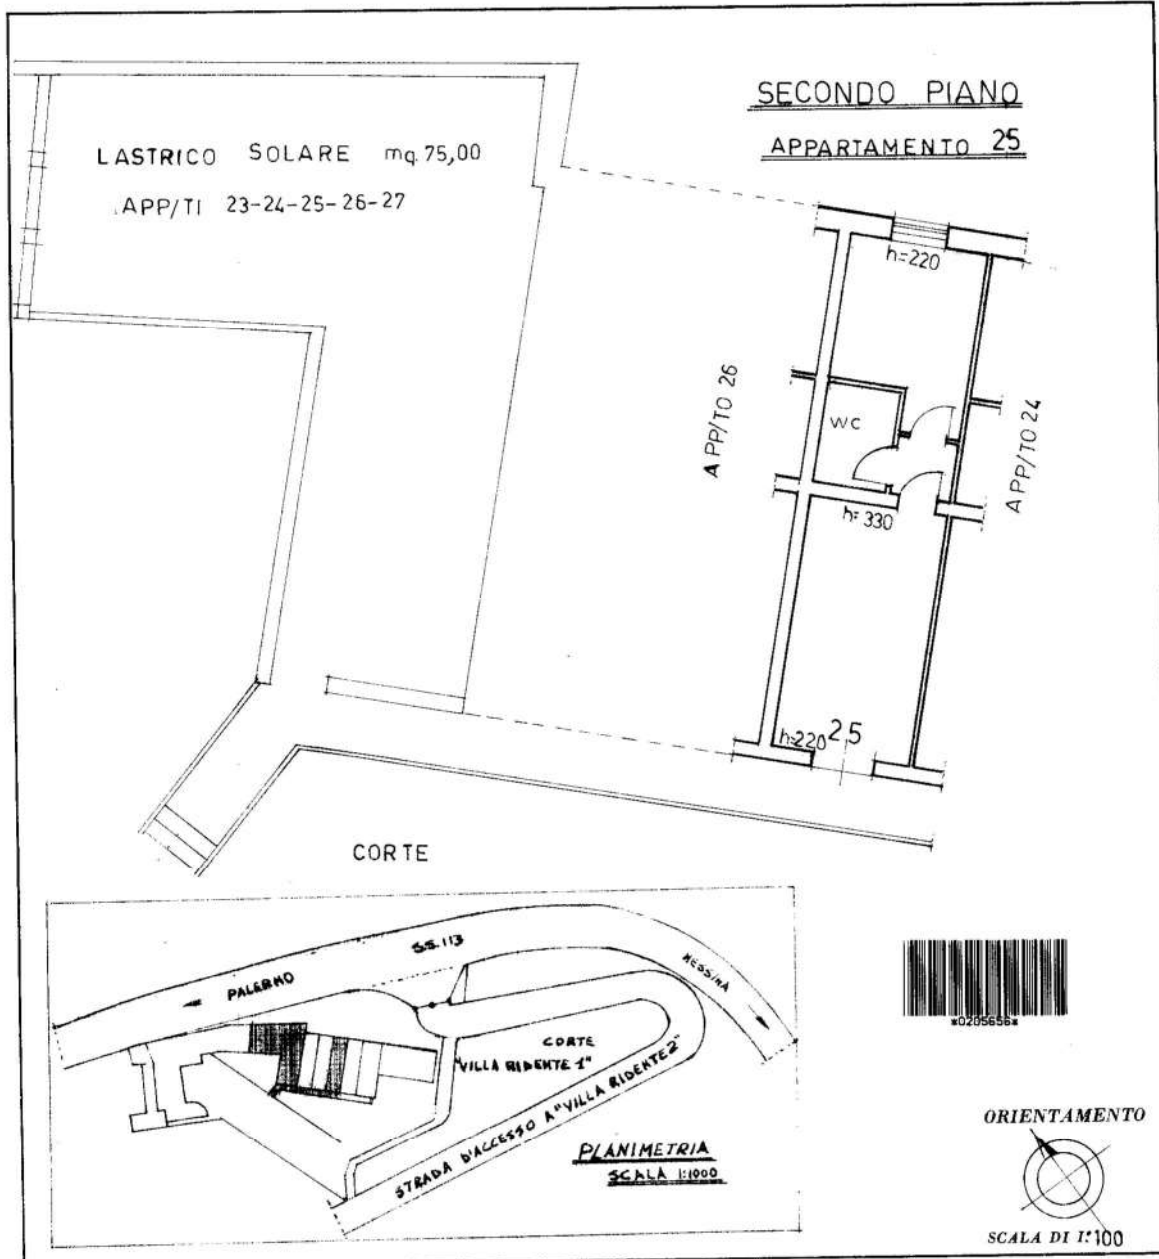 SECONDO PIANO
APPARTAMENTO 25
LASTRICO SOLARE mq. 75,00
APP/TI 23-24-25-26-27
h=220
APP/TO 26
WC
APP/TO 24
h=330
h=220
25
CORTE
S.S. 113
PALERMO
MESSINA
CORTE
"VILLA RIDENTE 1"
STRADA D'ACCESSO A "VILLA RIDENTE 2"
PLANIMETRIA
SCALA 1:1000
*0205656*
ORIENTAMENTO
SCALA DI 1:100